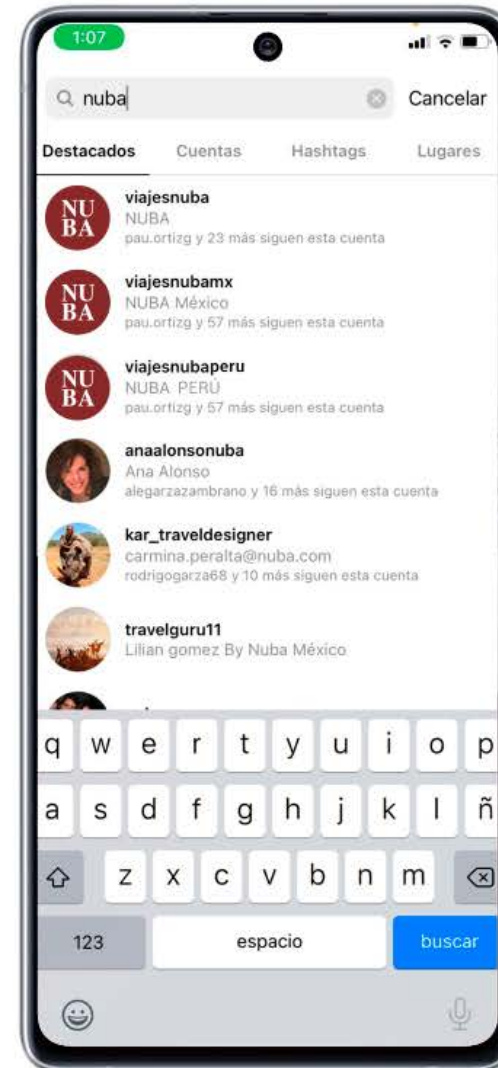 1:07
nuba
Cancelar
Destacados Cuentas Hashtags Lugares
NU
BA
viajesnuba
NUBA
pau.ortizg y 23 más siguen esta cuenta
NU
BA
viajesnubamx
NUBA México
pau.ortizg y 57 más siguen esta cuenta
NU
BA
viajesnubaperu
NUBA PERÚ
pau.ortizg y 57 más siguen esta cuenta
anaalonsonuba
Ana Alonso
alegarzazambrano y 16 más siguen esta cuenta
kar_traveldesigner
carmina.peralta@nuba.com
rodrigogarza68 y 10 más siguen esta cuenta
travelguru11
Lilian gomez By Nuba México
q w e r t y u i o p
a s d f g h j k l ñ
z x c v b n m
123 espacio buscar